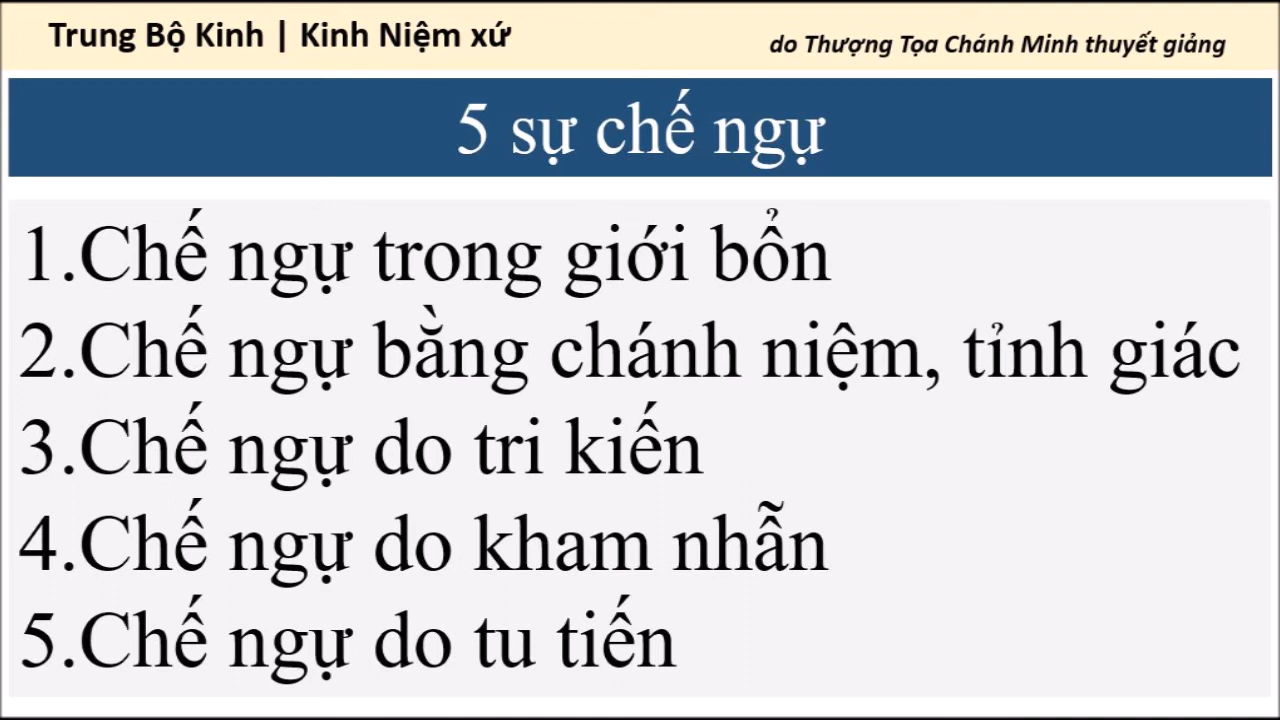 Trung Bộ Kinh | Kinh Niệm xứ
do Thượng Tọa Chánh Minh thuyết giảng
5 sự chế ngự
1.Chế ngự trong giới bổn
2.Chế ngự bằng chánh niệm, tỉnh giác
3.Chế ngự do tri kiến
4.Chế ngự do kham nhẫn
5.Chế ngự do tu tiến